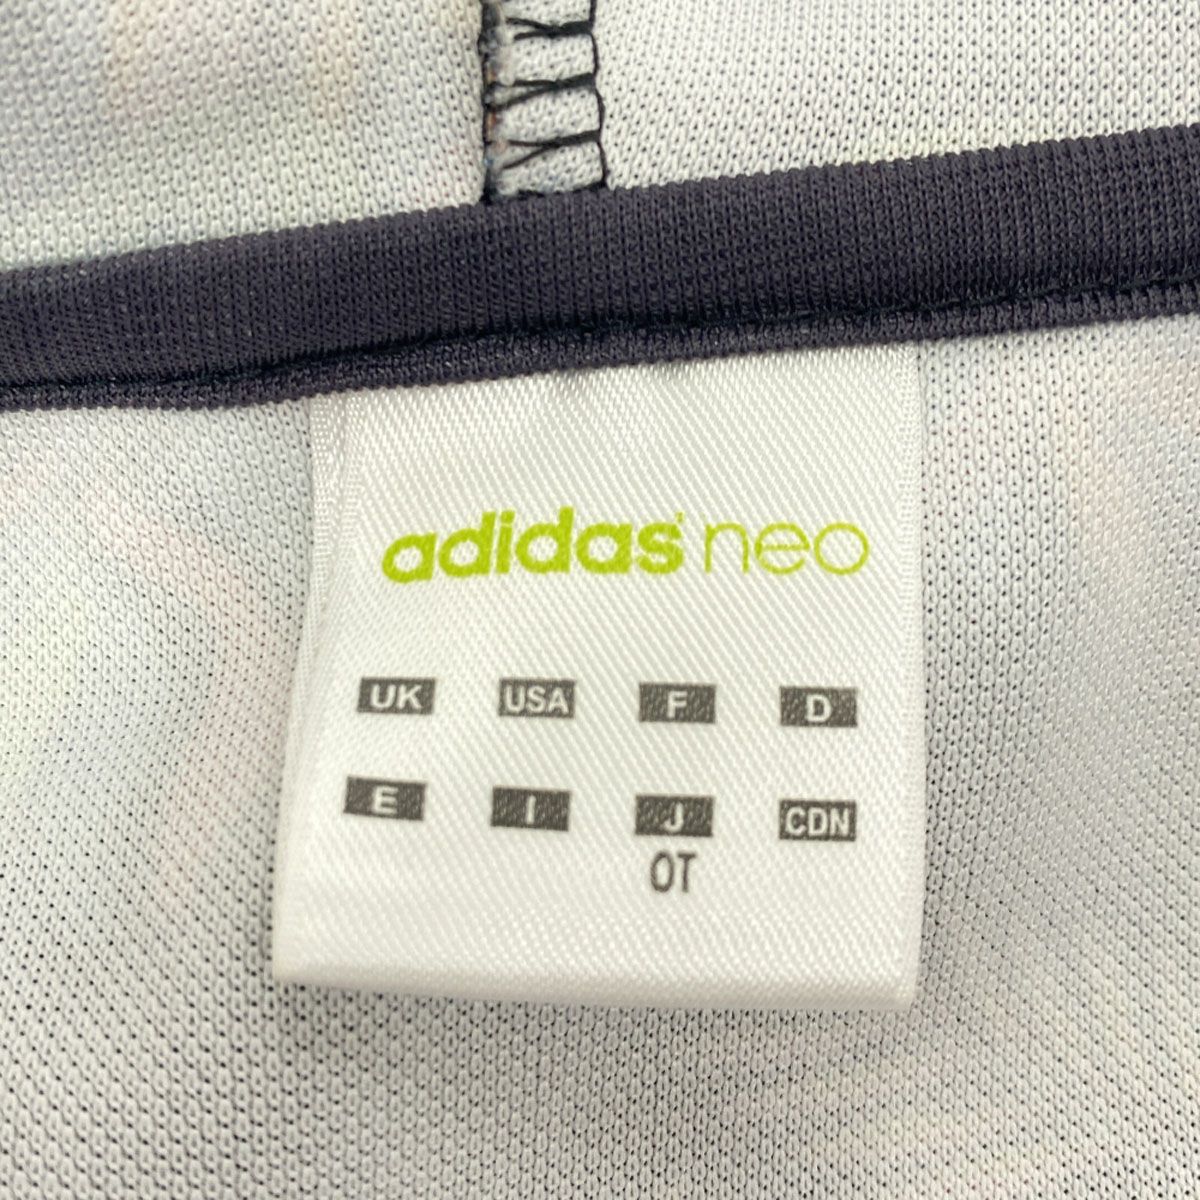 adidas neo
UK USA F D
E I J CDN
OT